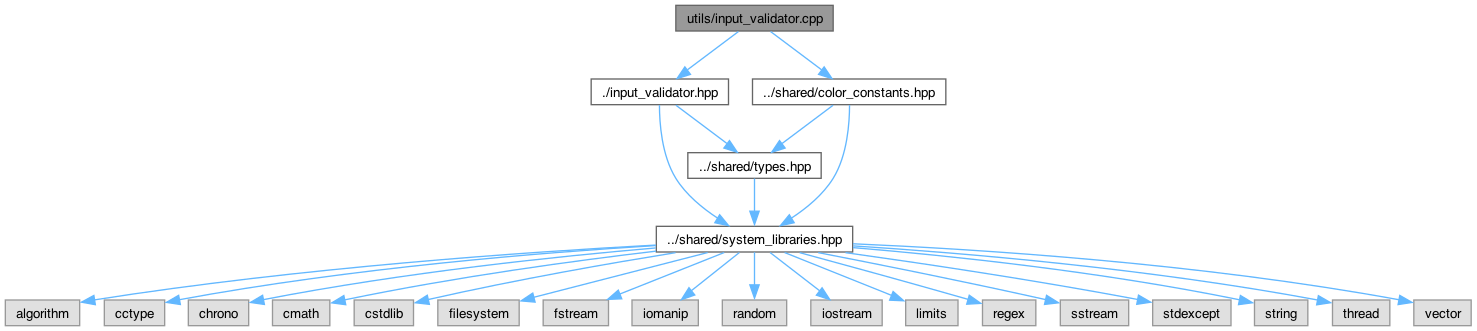 utils/input_validator.cpp
./input_validator.hpp
../shared/color_constants.hpp
../shared/types.hpp
../shared/system_libraries.hpp
algorithm
cctype
chrono
cmath
cstdlib
filesystem
fstream
iomanip
random
iostream
limits
regex
sstream
stdexcept
string
thread
vector